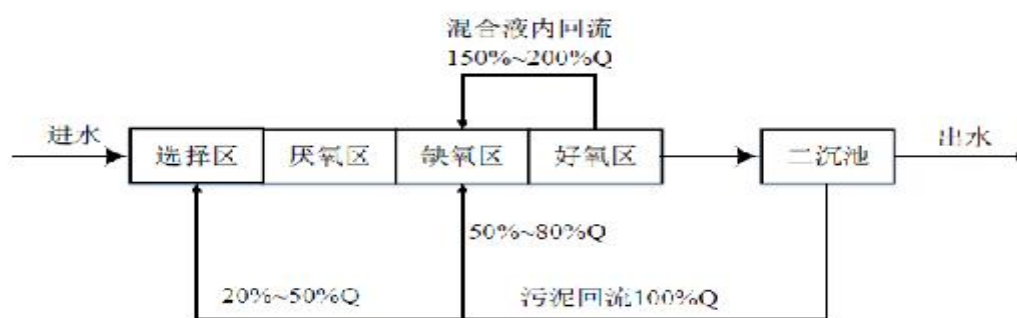 混合液内回流
150%~200%Q
进水
选择区
厌氧区
缺氧区
好氧区
二沉池
出水
50%~80%Q
20%~50%Q
污泥回流100%Q